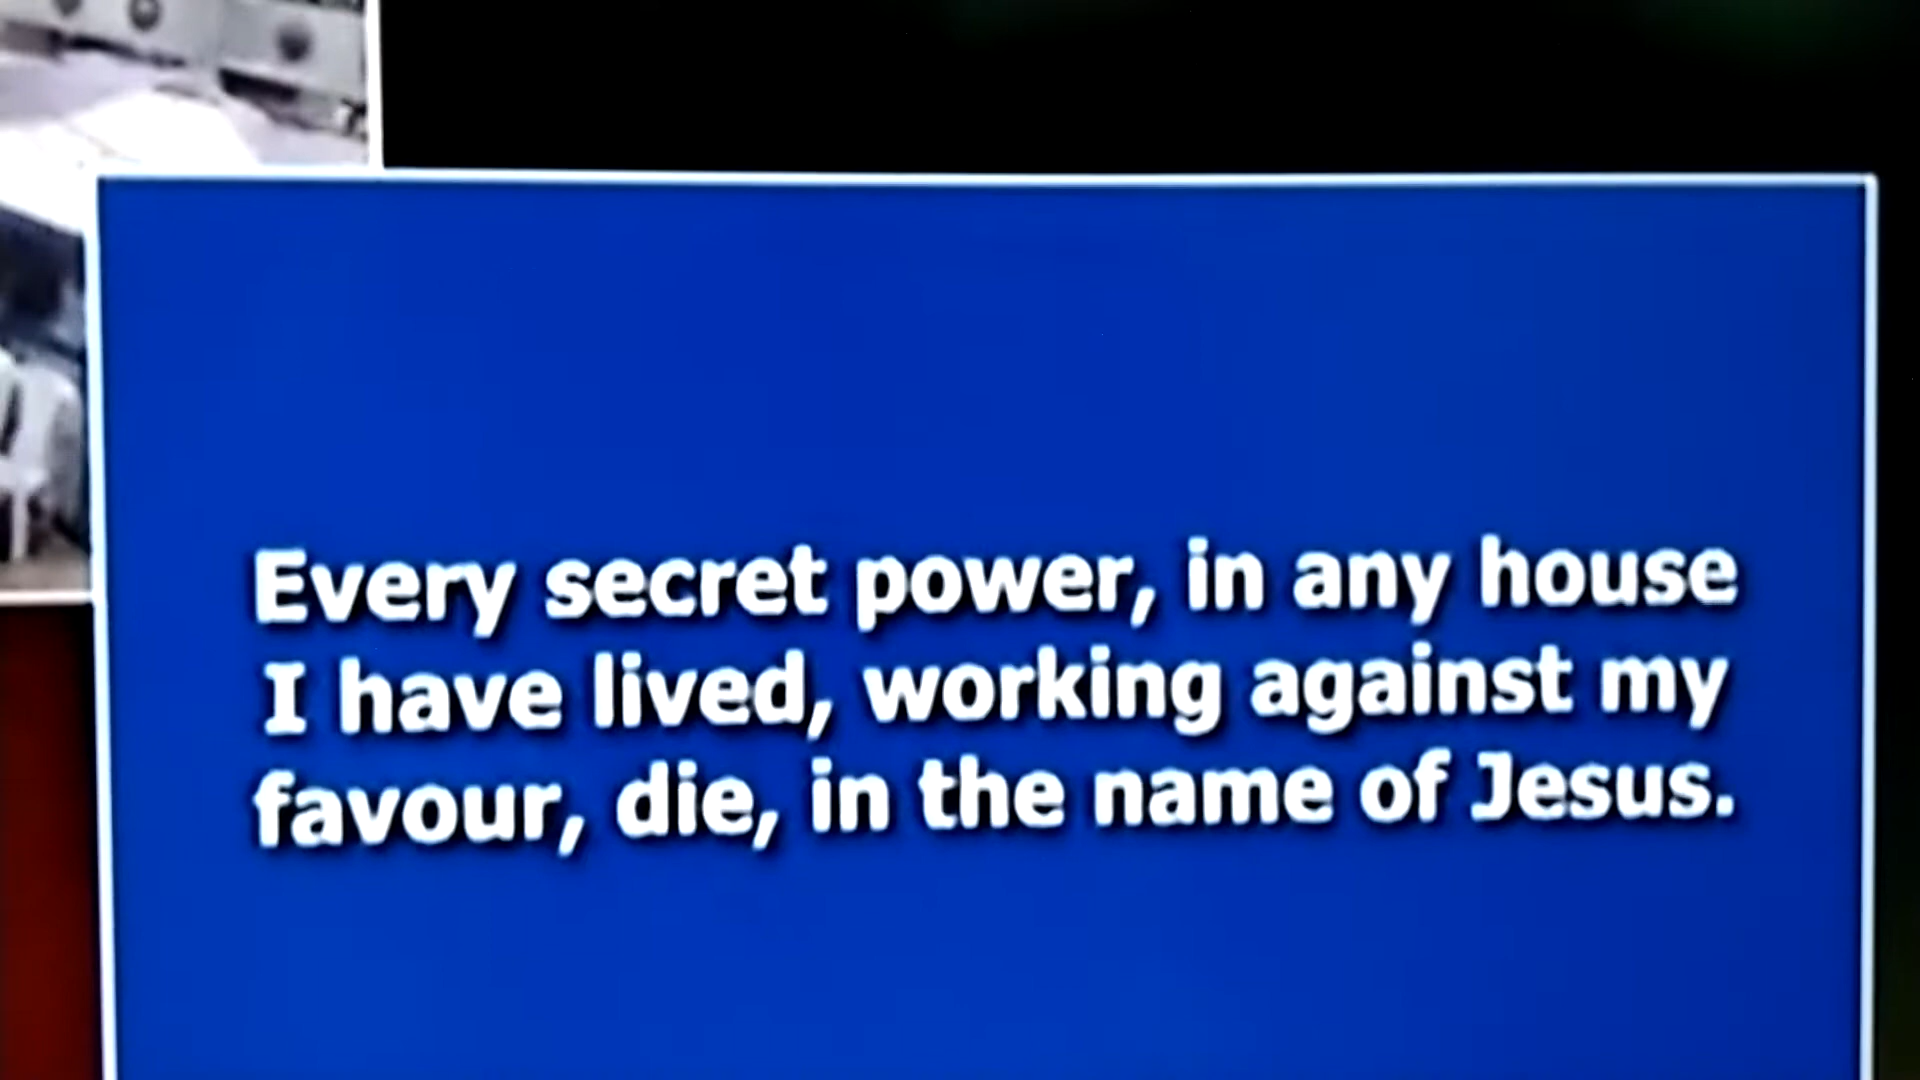 Every secret power, in any house
I have lived, working against my
favour, die, in the name of Jesus.